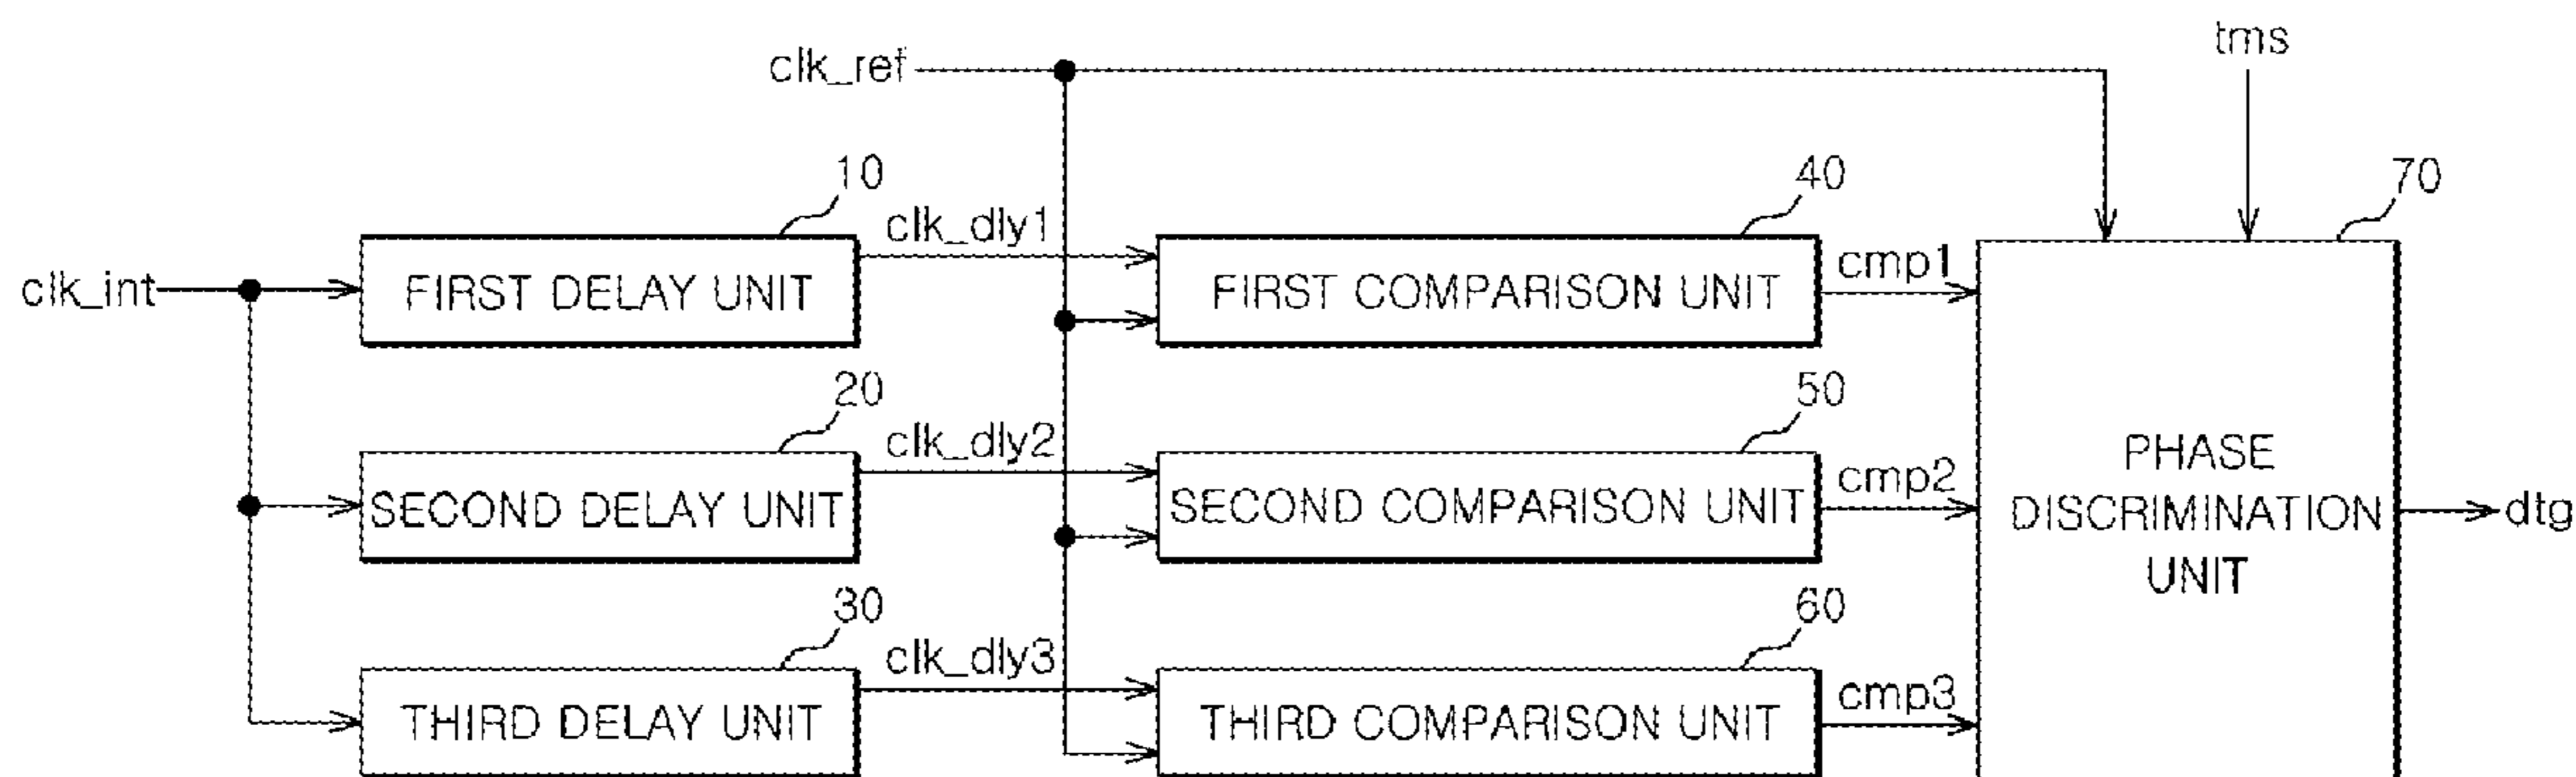 tms
clk_ref
10
40
70
clk_dly1
cmp1
clk_int
FIRST DELAY UNIT
FIRST COMPARISON UNIT
20
50
clk_dly2
cmp2
SECOND DELAY UNIT
SECOND COMPARISON UNIT
PHASE
DISCRIMINATION
UNIT
dtg
30
60
clk_dly3
cmp3
THIRD DELAY UNIT
THIRD COMPARISON UNIT